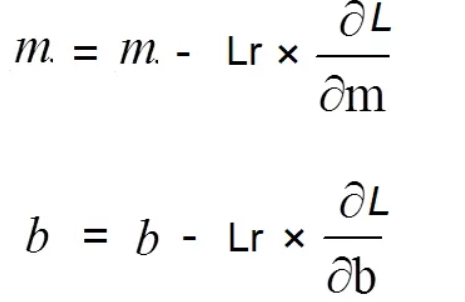 m. = m. - Lr × ∂L/∂m
b = b - Lr × ∂L/∂b